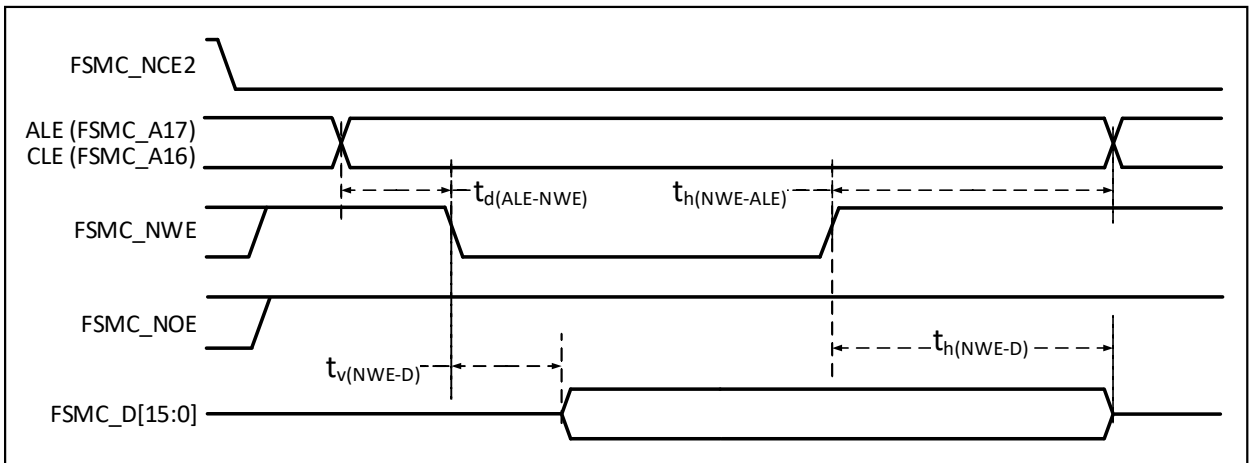 FSMC_NCE2
ALE (FSMC_A17)
CLE (FSMC_A16)
td(ALE-NWE)
th(NWE-ALE)
FSMC_NWE
FSMC_NOE
tv(NWE-D)
th(NWE-D)
FSMC_D[15:0]